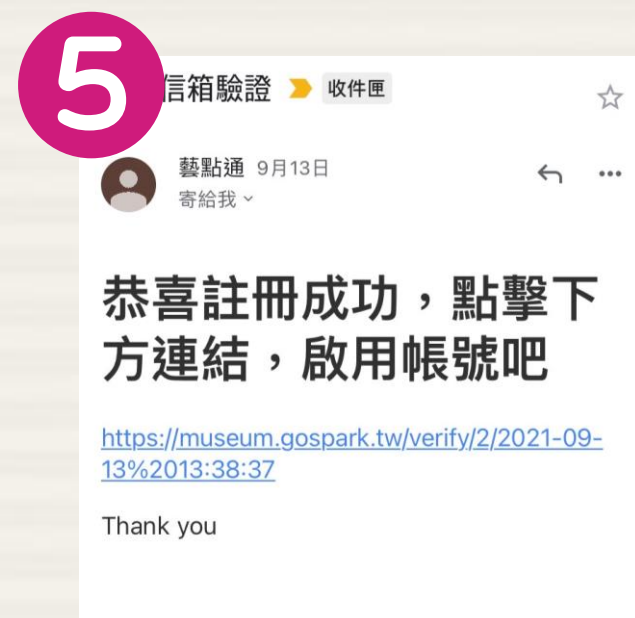 5
信箱驗證 收件匣
藝點通 9月13日
寄給我
恭喜註冊成功，點擊下
方連結，啟用帳號吧
https://museum.gospark.tw/verify/2/2021-09-
13%2013:38:37
Thank you